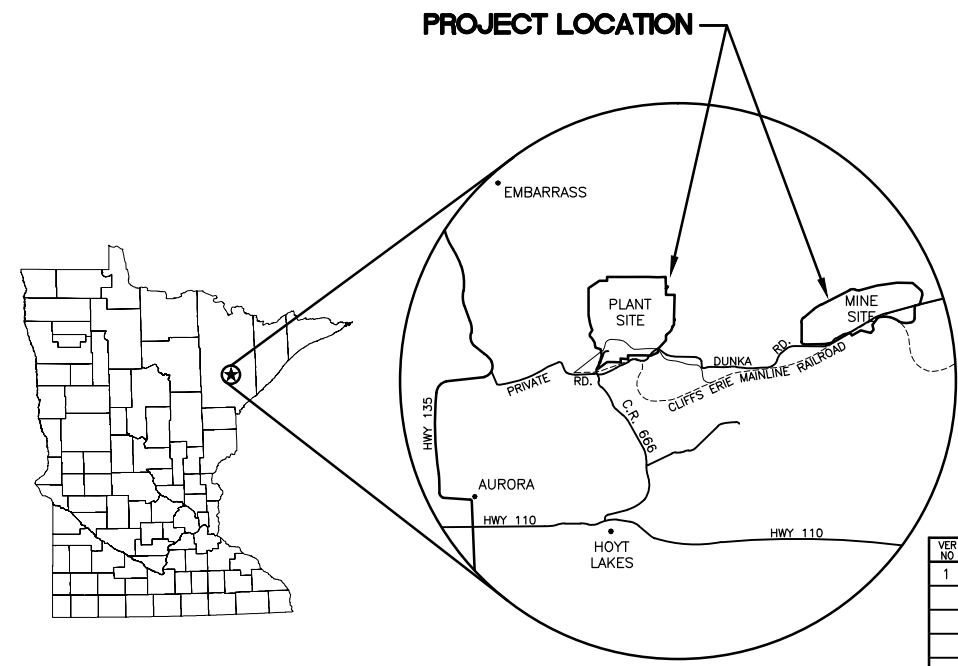 PROJECT LOCATION
EMBARRASS
PLANT
SITE
MINE
SITE
DUNKA
RD.
PRIVATE
RD.
CLIFFS ERIE MAINLINE RAILROAD
HWY 135
C.R. 666
AURORA
HWY 110
HWY 110
HOYT
LAKES
VER
NO
1